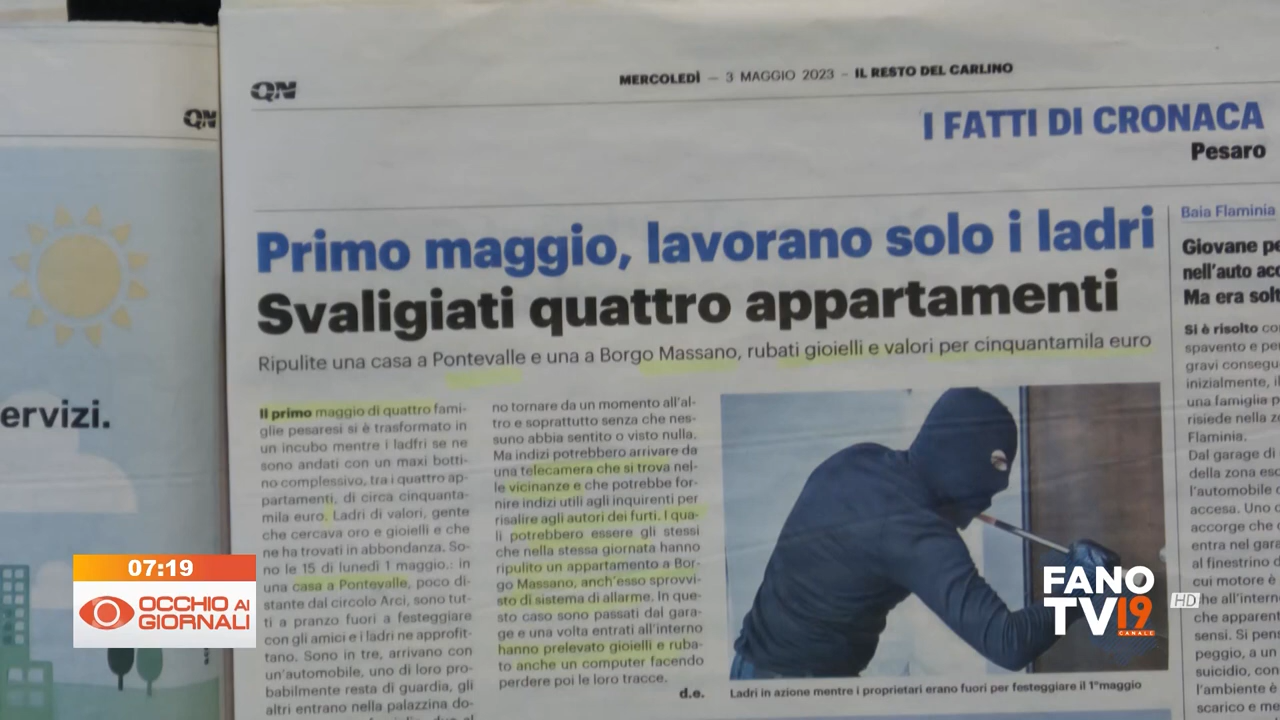 QN
QN
MERCOLEDÌ — 3 MAGGIO 2023 – IL RESTO DEL CARLINO
I FATTI DI CRONACA
Pesaro
Primo maggio, lavorano solo i ladri
Svaligiati quattro appartamenti
Ripulite una casa a Pontevalle e una a Borgo Massano, rubati gioielli e valori per cinquantamila euro
Il primo maggio di quattro fami-
glie pesaresi si è trasformato in
un incubo mentre i ladfri se ne
sono andati con un maxi botti-
no complessivo, tra i quattro ap-
partamenti, di circa cinquanta-
mila euro. Ladri di valori, gente
che cercava oro e gioielli e che
ne ha trovati in abbondanza. So-
no le 15 di lunedì 1 maggio.: in
una casa a Pontevalle, poco di-
stante dal circolo Arci, sono tut-
ti a pranzo fuori a festeggiare
con gli amici e i ladri ne approfit-
tano. Sono in tre, arrivano con
un'automobile, uno di loro pro-
babilmente resta di guardia, gli
altri entrano nella palazzina do-
no tornare da un momento all'al-
tro e soprattutto senza che nes-
suno abbia sentito o visto nulla.
Ma indizi potrebbero arrivare da
una telecamera che si trova nel-
le vicinanze e che potrebbe for-
nire indizi utili agli inquirenti per
risalire agli autori dei furti. I qua-
li potrebbero essere gli stessi
che nella stessa giornata hanno
ripulito un appartamento a Bor-
go Massano, anch'esso sprovvi-
sto di sistema di allarme. In que-
sto caso sono passati dal gara-
ge e una volta entrati all'interno
hanno prelevato gioielli e ruba-
to anche un computer facendo
perdere poi le loro tracce.
d.e.
Ladri in azione mentre i proprietari erano fuori per festeggiare il 1°maggio
Baia Flaminia
Giovane pe
nell'auto acc
Ma era solt
Si è risolto co
spavento e pe
gravi consegu
inizialmente, il
una famiglia p
risiede nella zo
Flaminia.
Dal garage di
della zona esc
l'automobile c
accesa. Uno c
accorge che
entra nel gara
al finestrino d
cui motore è
he all'intern
che apparent
sensi. Si pens
peggio, a un
suicidio, con
l'ambiente è
scarico e me
ervizi.
07:19
OCCHIO AI
GIORNALI
FANO
TV19
CANALE
HD